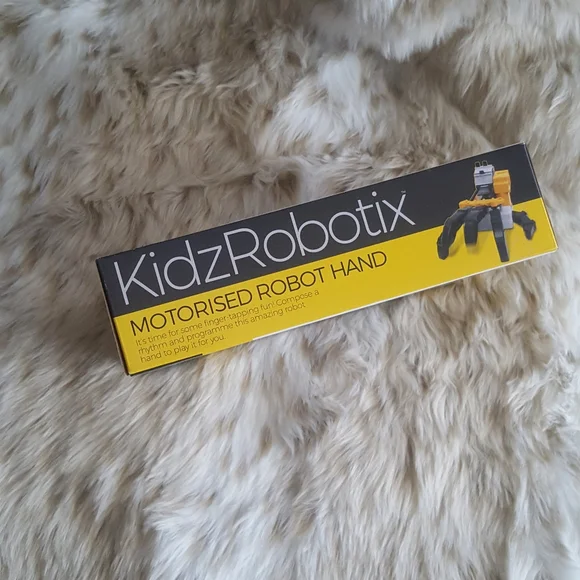 KidzRobotix™
MOTORISED ROBOT HAND
It's time for some finger-tapping fun! Compose a
rhythm and programme this amazing robot
hand to play it for you.